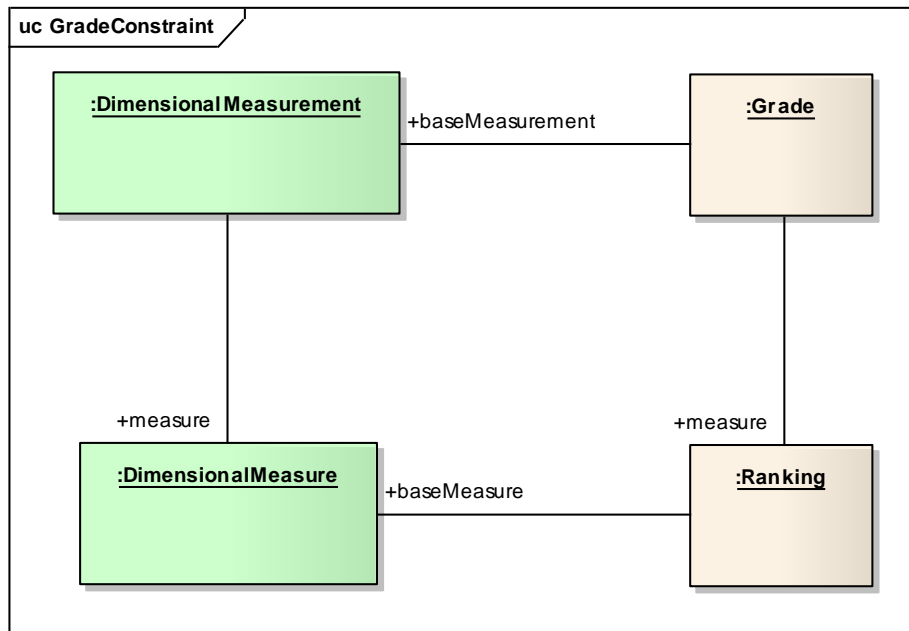 uc GradeConstraint
:DimensionalMeasurement
:Grade
+baseMeasurement
+measure
+measure
:DimensionalMeasure
:Ranking
+baseMeasure